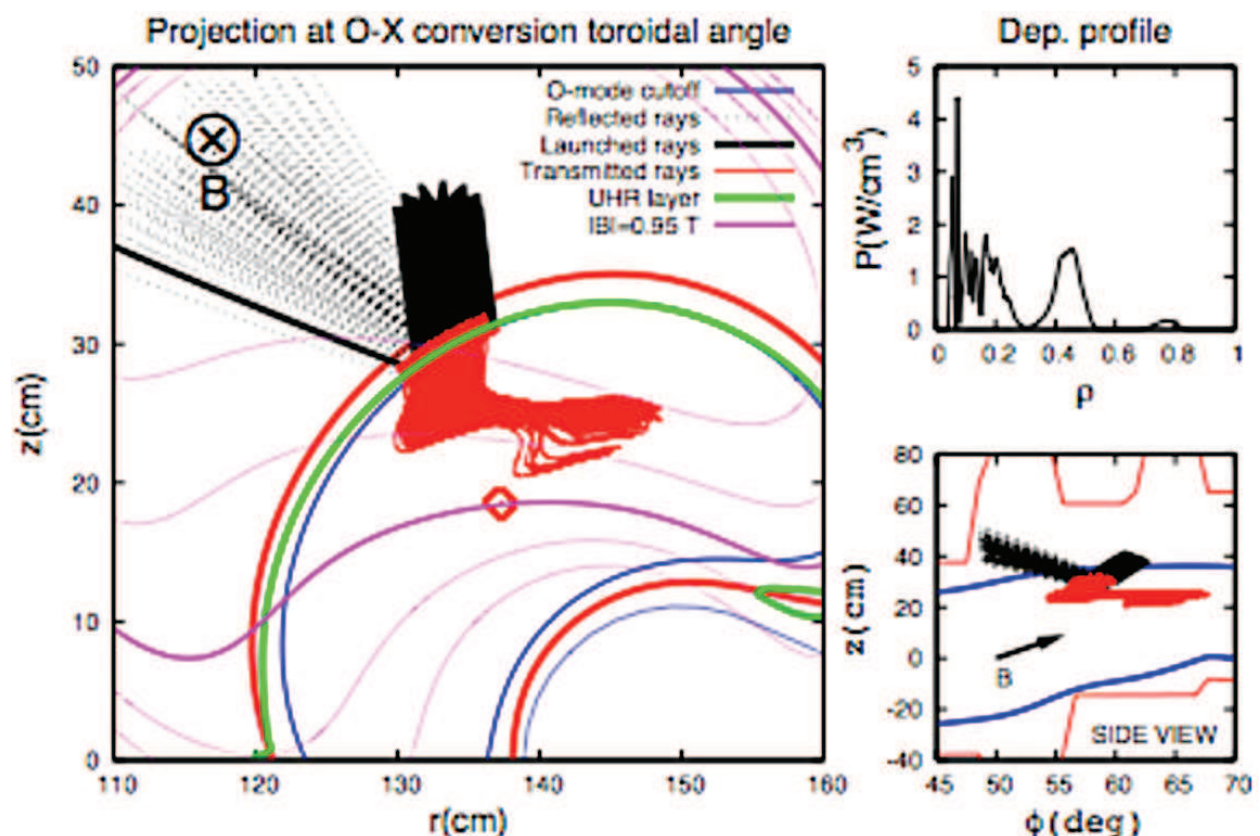 Projection at O-X conversion toroidal angle
50
40
30
20
10
0
z(cm)
110
120
130
140
150
160
r(cm)
B
O-mode cutoff
Reflected rays
Launched rays
Transmitted rays
UHR layer
IBI=0.95 T
Dep. profile
5
4
3
2
1
0
P(W/cm³)
0
0.2
0.4
0.6
0.8
1
ρ
80
60
40
20
0
-20
-40
z(cm)
B
SIDE VIEW
45
50
55
60
65
70
ϕ(deg)